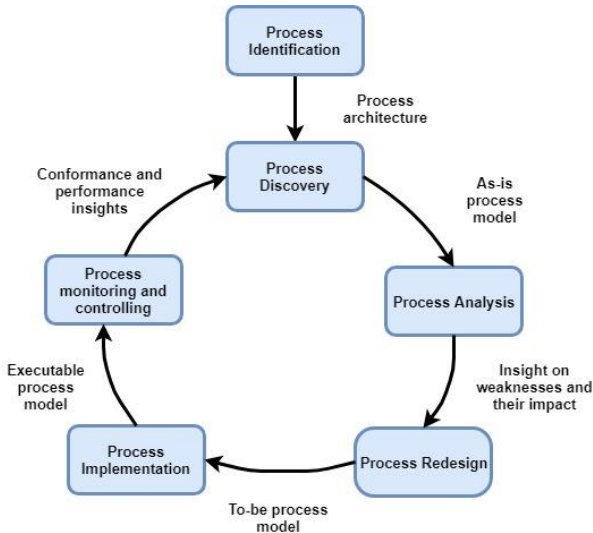 Process
Identification
Process
architecture
Process
Discovery
As-is
process
model
Process Analysis
Insight on
weaknesses and
their impact
Process Redesign
To-be process
model
Process
Implementation
Executable
process
model
Process
monitoring and
controlling
Conformance and
performance
insights